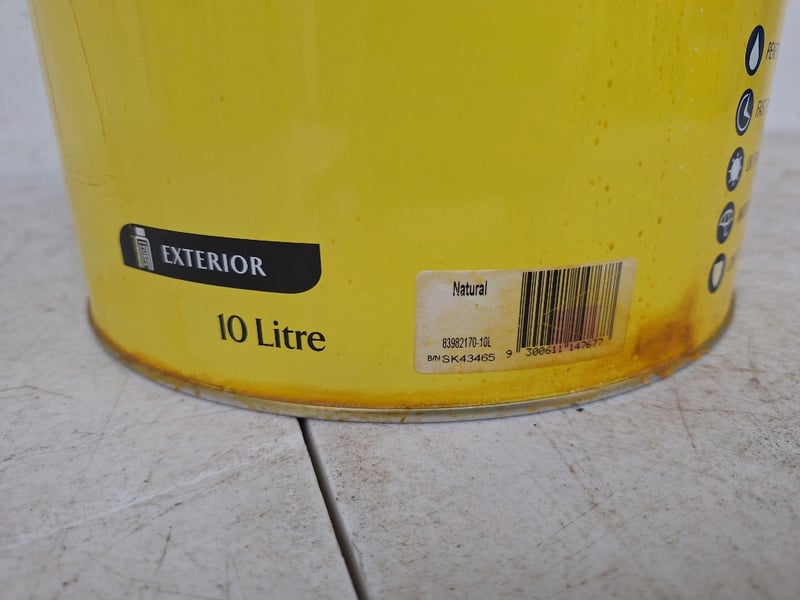 EXTERIOR
10 Litre
Natural
83982170-10L
B/N SK43465
9 300611 147677